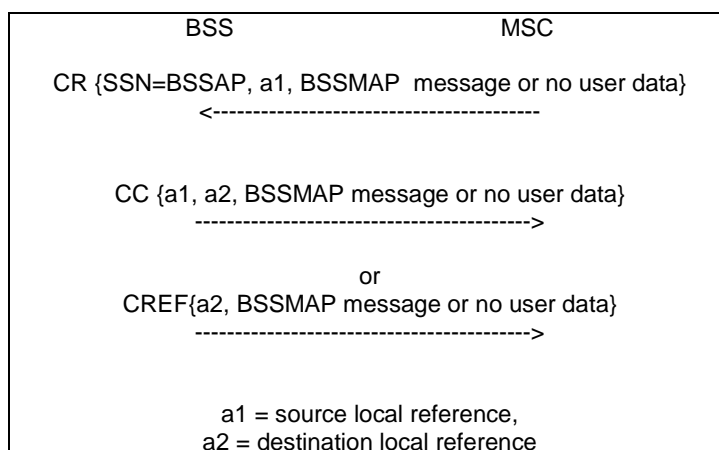 BSS MSC
CR {SSN=BSSAP, a1, BSSMAP message or no user data}
<-----------------------------------------
CC {a1, a2, BSSMAP message or no user data}
------------------------------------------>
or
CREF{a2, BSSMAP message or no user data}
------------------------------------------>
a1 = source local reference,
a2 = destination local reference